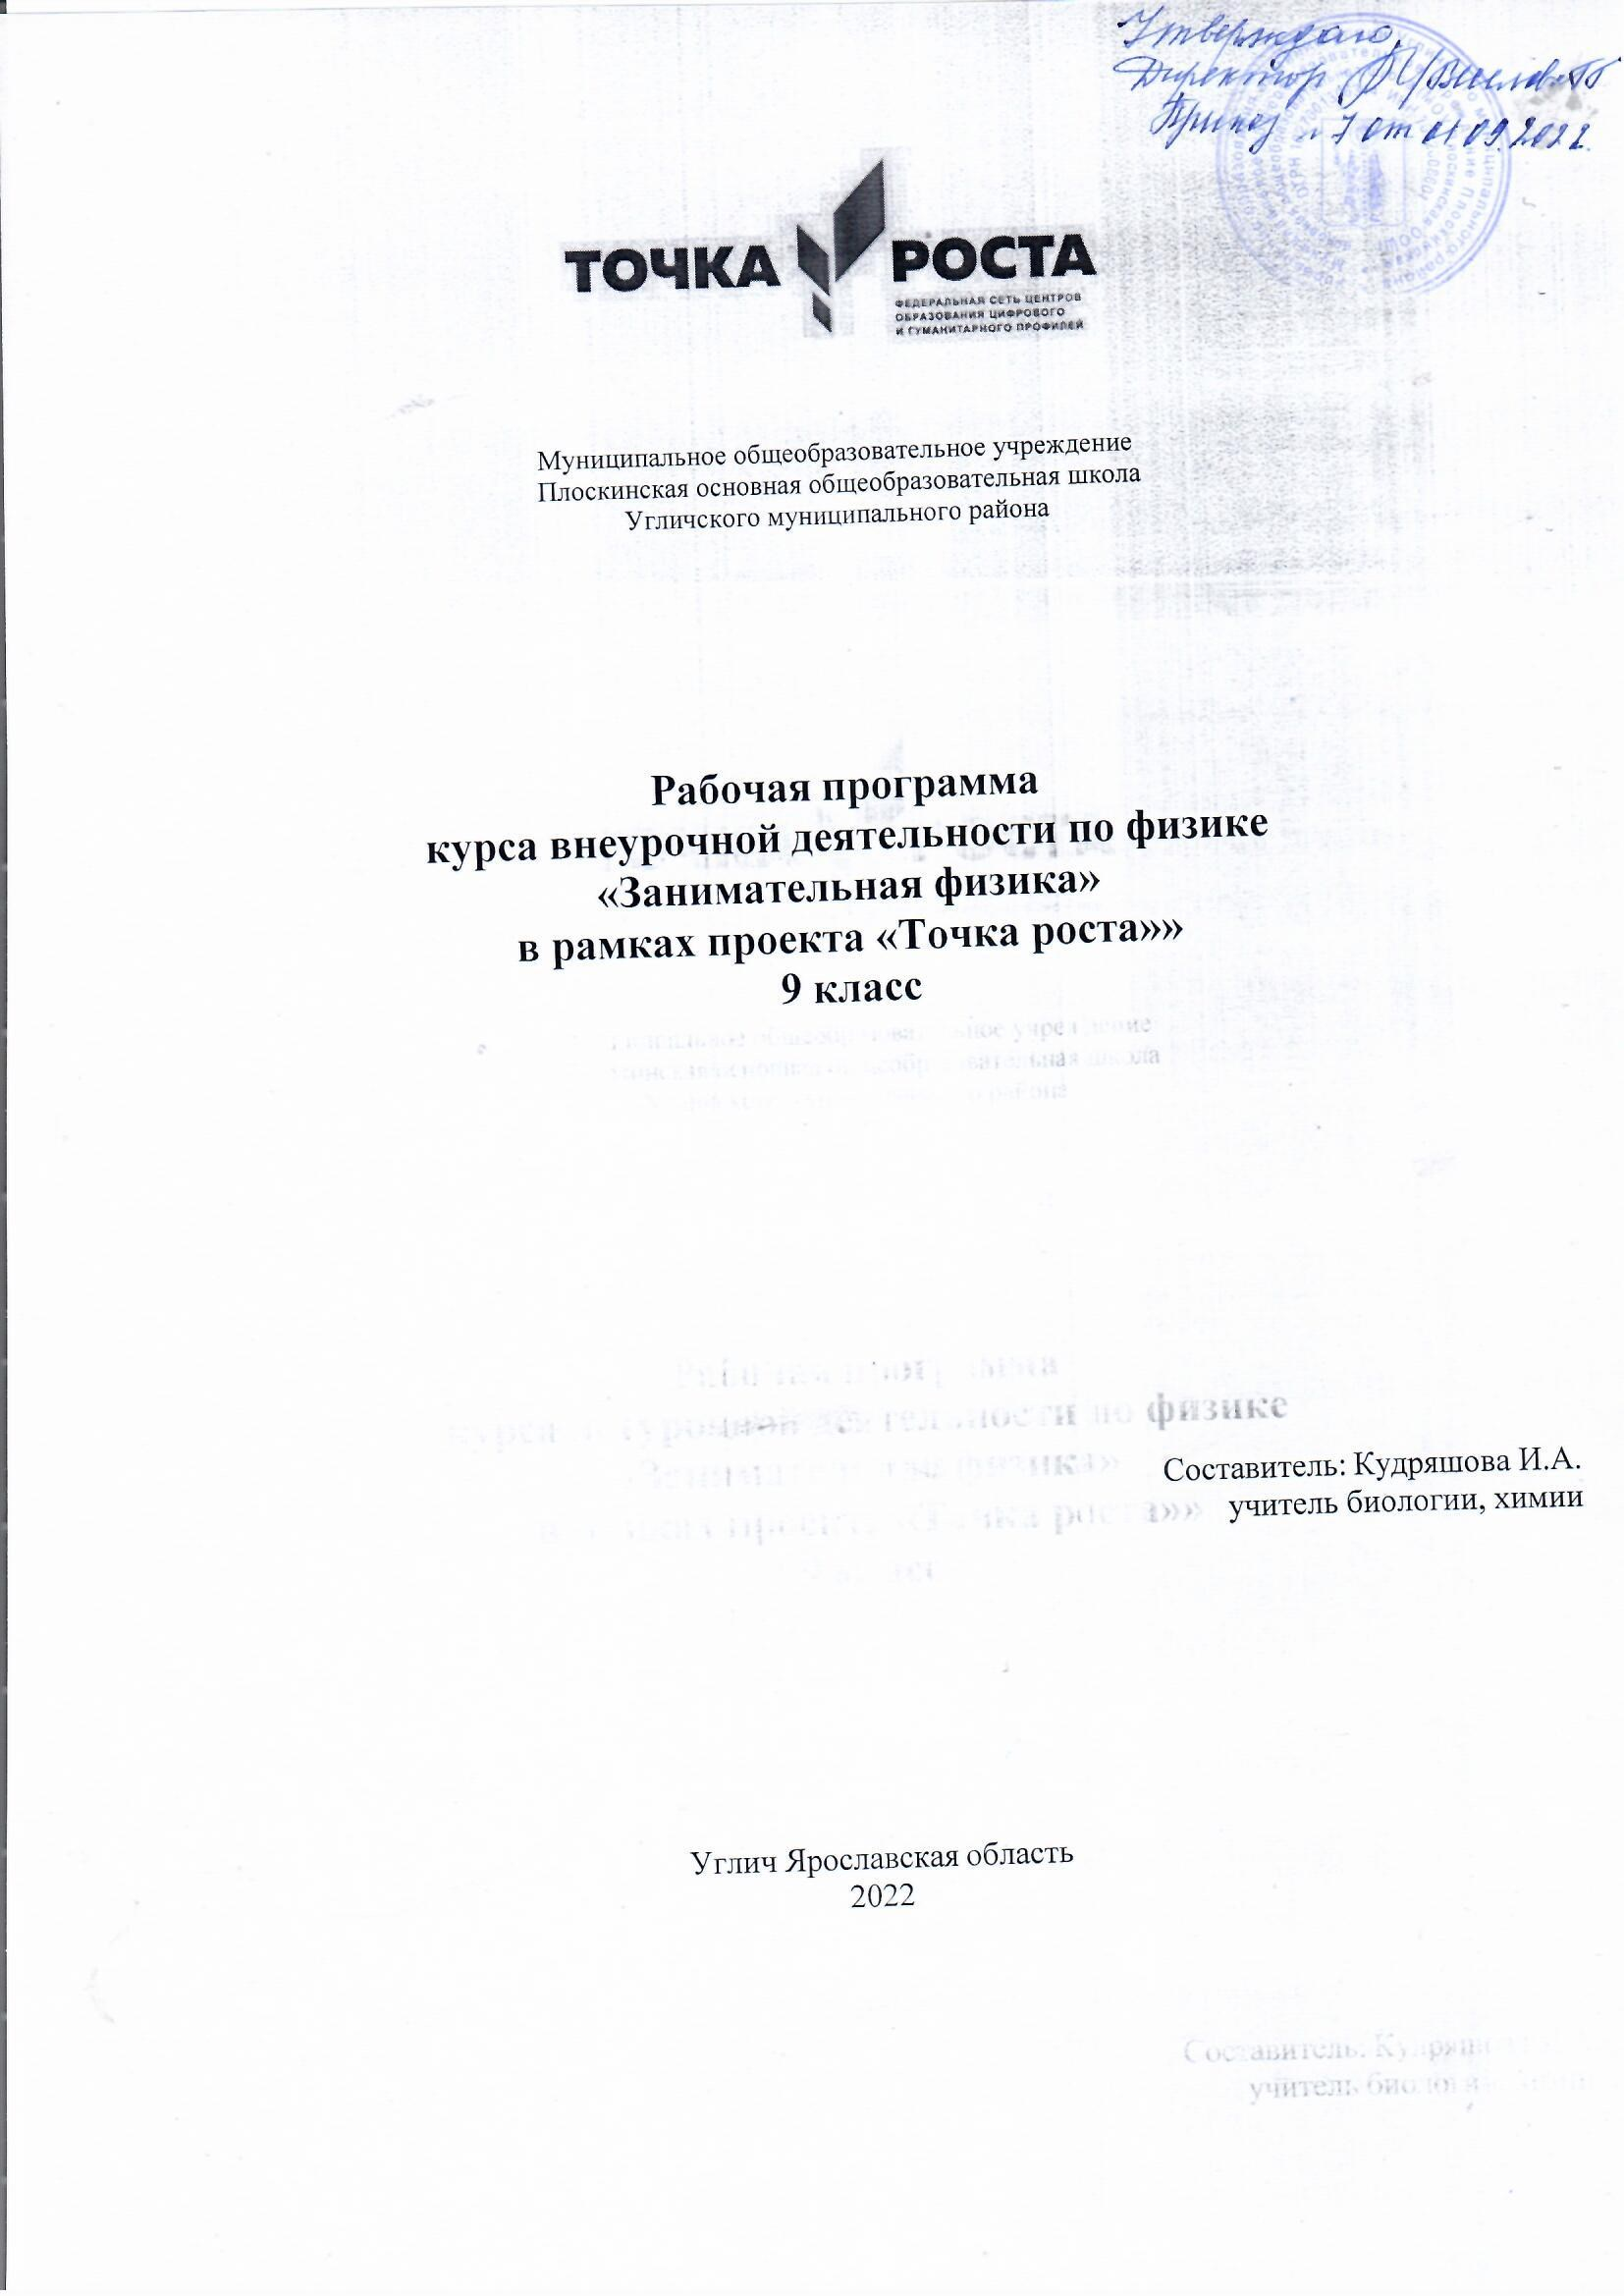 Утверждаю
Директор
Приказ 7 от 01 09.2022
ТОЧКА РОСТА
ФЕДЕРАЛЬНАЯ СЕТЬ ЦЕНТРОВ
ОБРАЗОВАНИЯ ЦИФРОВОГО
И ГУМАНИТАРНОГО ПРОФИЛЕЙ
Муниципальное общеобразовательное учреждение
Плоскинская основная общеобразовательная школа
Угличского муниципального района
Рабочая программа
курса внеурочной деятельности по физике
«Занимательная физика»
в рамках проекта «Точка роста»»
9 класс
Составитель: Кудряшова И.А.
учитель биологии, химии
Углич Ярославская область
2022